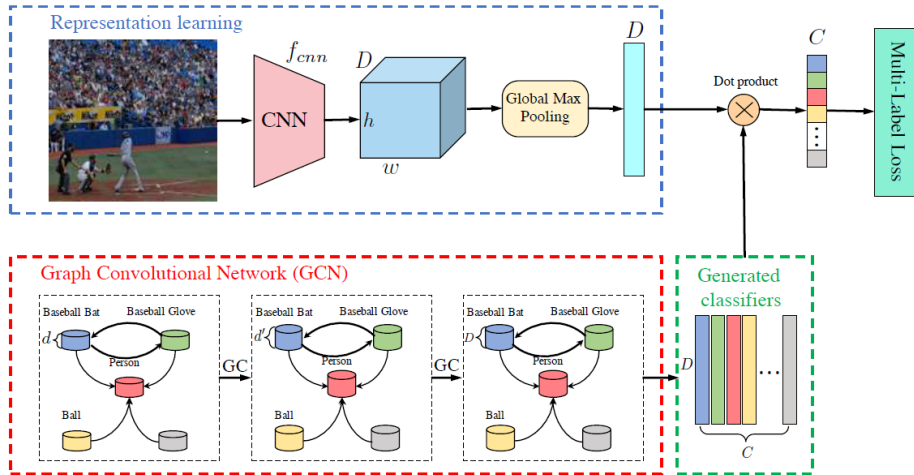 Representation learning
f_cnn
CNN
D
h
w
Global Max
Pooling
D
Dot product
C
Multi-Label Loss
Graph Convolutional Network (GCN)
Baseball Bat
Baseball Glove
d
Person
Ball
GC
Baseball Bat
Baseball Glove
d'
Person
Ball
GC
Baseball Bat
Baseball Glove
D
Person
Ball
Generated
classifiers
D
...
C